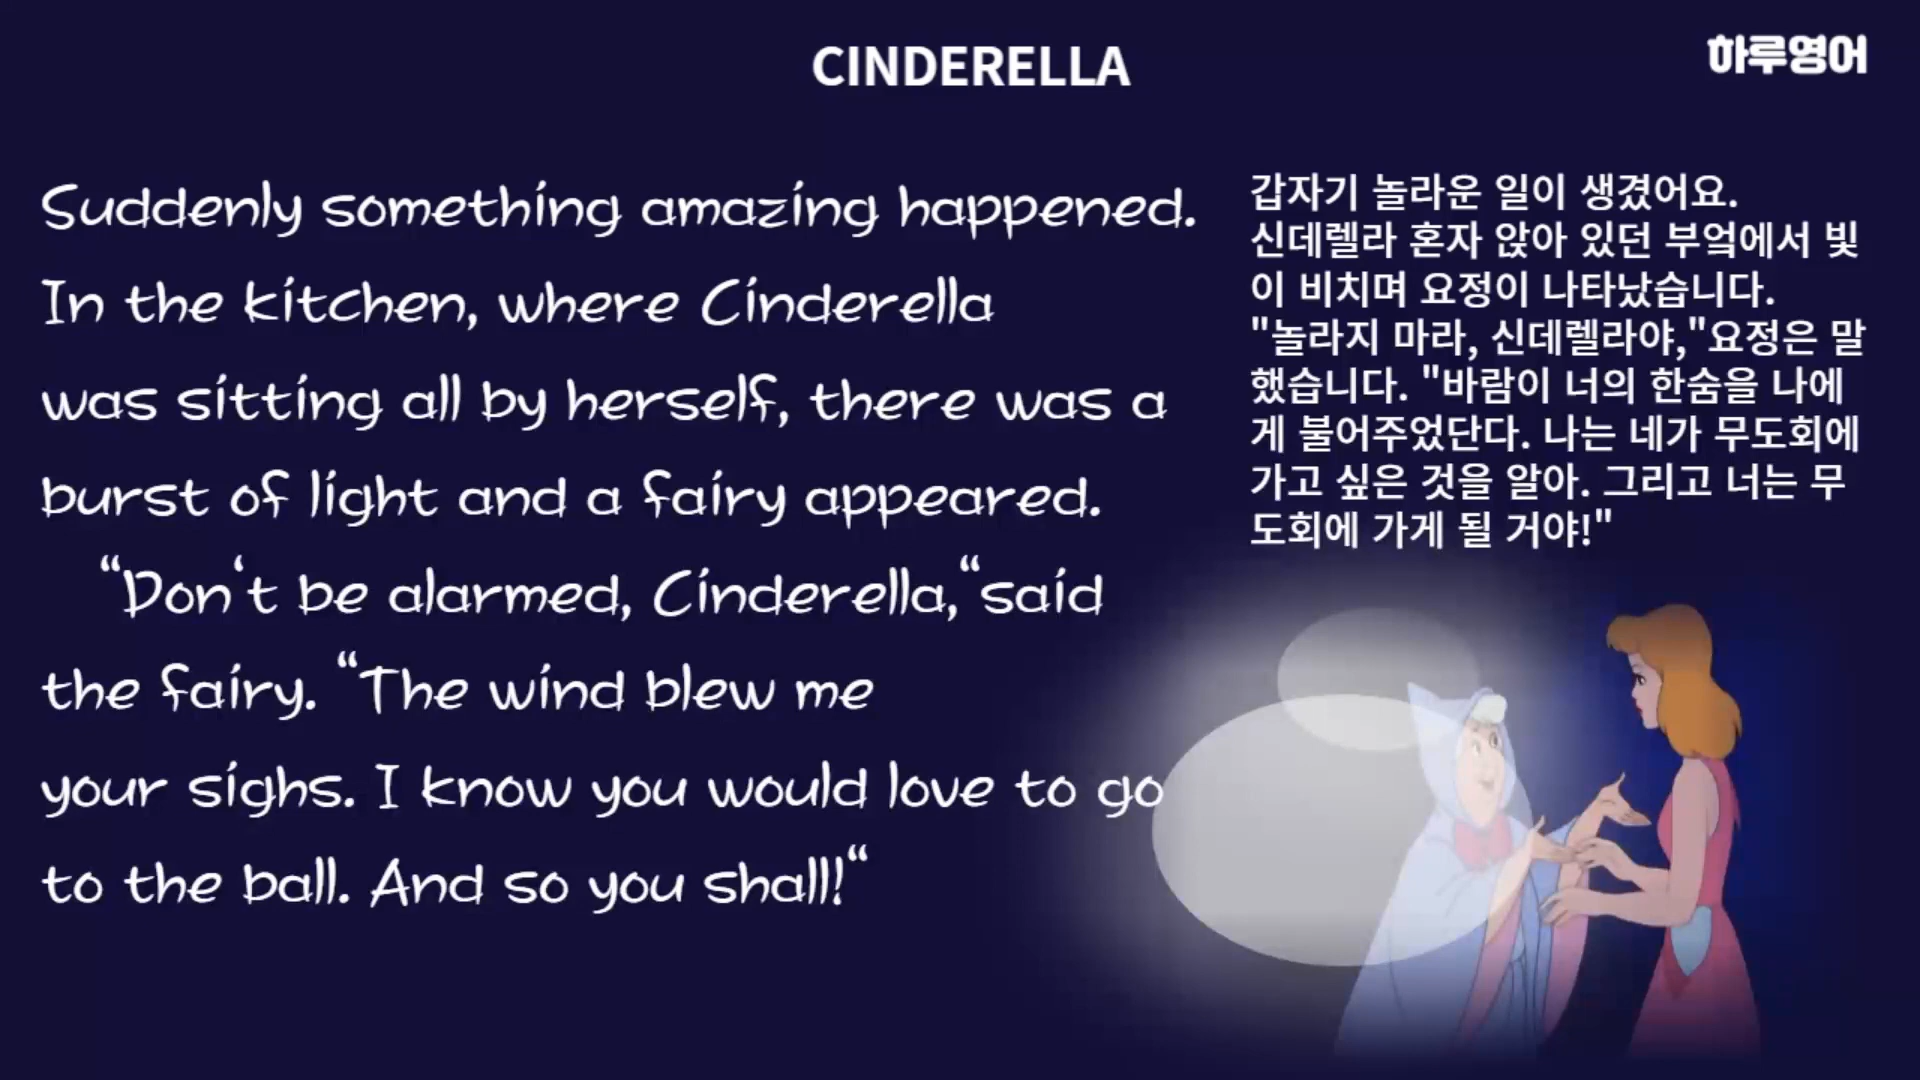 CINDERELLA
하루영어
Suddenly something amazing happened.
In the kitchen, where Cinderella
was sitting all by herself, there was a
burst of light and a fairy appeared.
“Don‘t be alarmed, Cinderella,“said
the fairy. “The wind blew me
your sighs. I know you would love to go
to the ball. And so you shall!“
갑자기 놀라운 일이 생겼어요.
신데렐라 혼자 앉아 있던 부엌에서 빛
이 비치며 요정이 나타났습니다.
"놀라지 마라, 신데렐라야,"요정은 말
했습니다. "바람이 너의 한숨을 나에
게 불어주었단다. 나는 네가 무도회에
가고 싶은 것을 알아. 그리고 너는 무
도회에 가게 될 거야!"